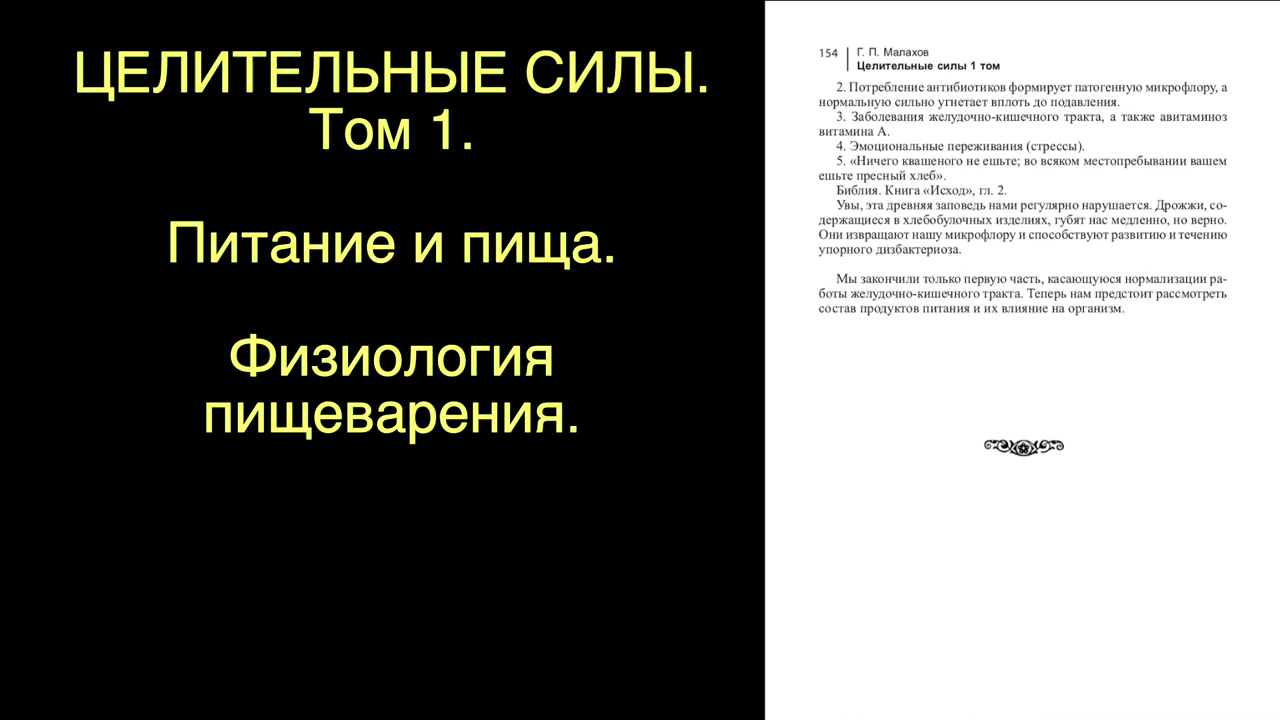 ЦЕЛИТЕЛЬНЫЕ СИЛЫ.
Том 1.
Питание и пища.
Физиология
пищеварения.
154
Г. П. Малахов
Целительные силы 1 том
2. Потребление антибиотиков формирует патогенную микрофлору, а
нормальную сильно угнетает вплоть до подавления.
3. Заболевания желудочно-кишечного тракта, а также авитаминоз
витамина А.
4. Эмоциональные переживания (стрессы).
5. «Ничего квашеного не ешьте; во всяком местопребывании вашем
ешьте пресный хлеб».
Библия. Книга «Исход», гл. 2.
Увы, эта древняя заповедь нами регулярно нарушается. Дрожжи, со-
держащиеся в хлебобулочных изделиях, губят нас медленно, но верно.
Они извращают нашу микрофлору и способствуют развитию и течению
упорного дизбактериоза.
Мы закончили только первую часть, касающуюся нормализации ра-
боты желудочно-кишечного тракта. Теперь нам предстоит рассмотреть
состав продуктов питания и их влияние на организм.